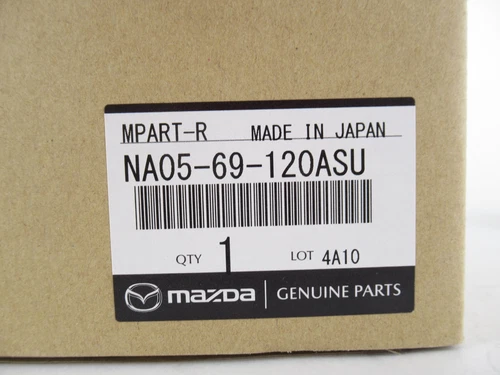 MPART-R MADE IN JAPAN
NA05-69-120ASU
QTY 1 LOT 4A10
mazda GENUINE PARTS